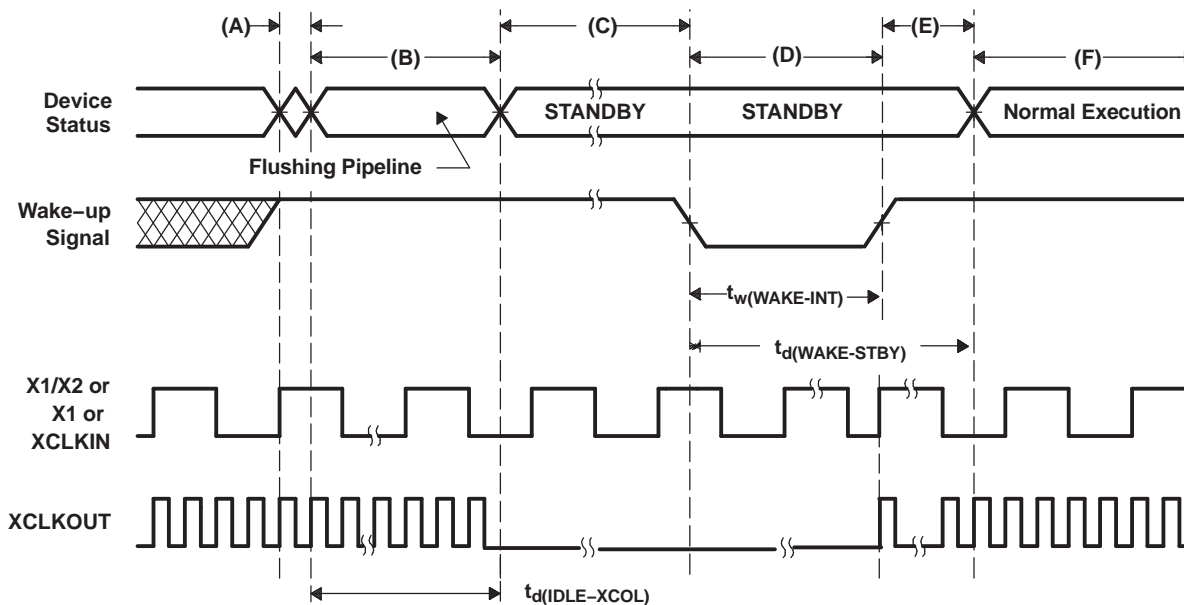 (A)
(C)
(E)
(B)
(D)
(F)
Device
Status
STANDBY
STANDBY
Normal Execution
Flushing Pipeline
Wake−up
Signal
tw(WAKE-INT)
td(WAKE-STBY)
X1/X2 or
X1 or
XCLKIN
XCLKOUT
td(IDLE−XCOL)